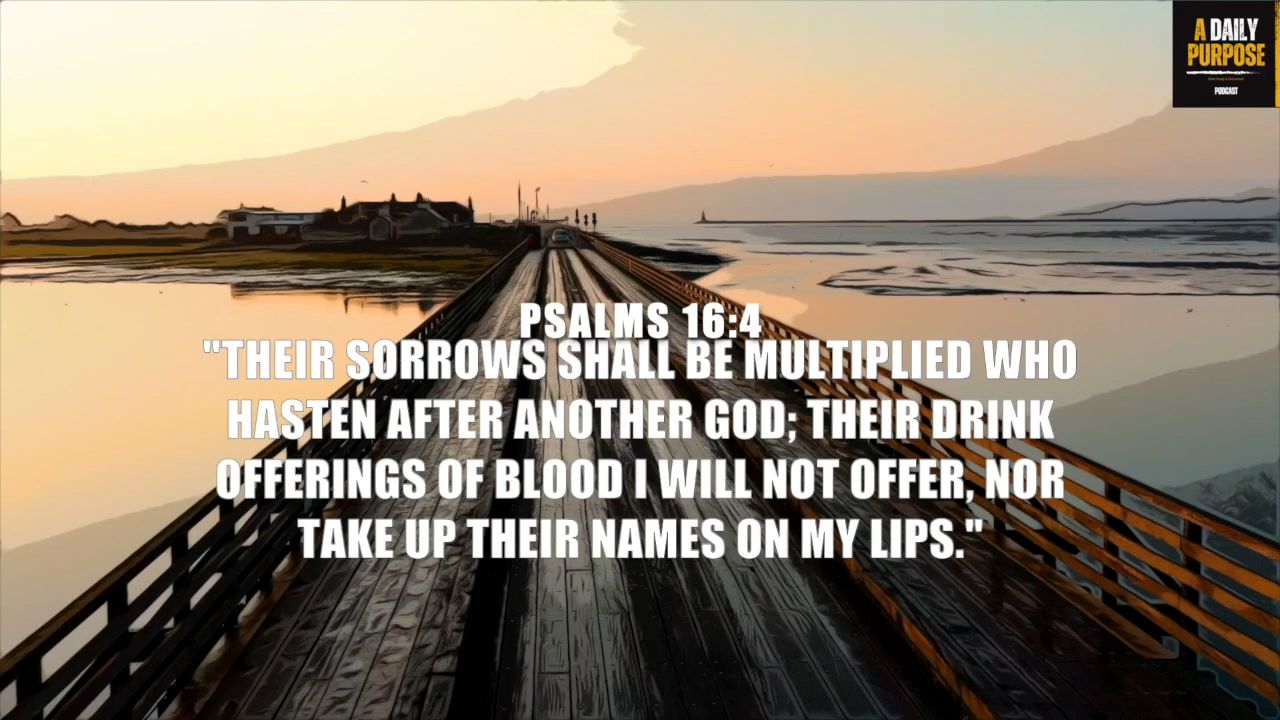 A DAILY
PURPOSE
PODCAST
PSALMS 16:4
"THEIR SORROWS SHALL BE MULTIPLIED WHO
HASTEN AFTER ANOTHER GOD; THEIR DRINK
OFFERINGS OF BLOOD I WILL NOT OFFER, NOR
TAKE UP THEIR NAMES ON MY LIPS."